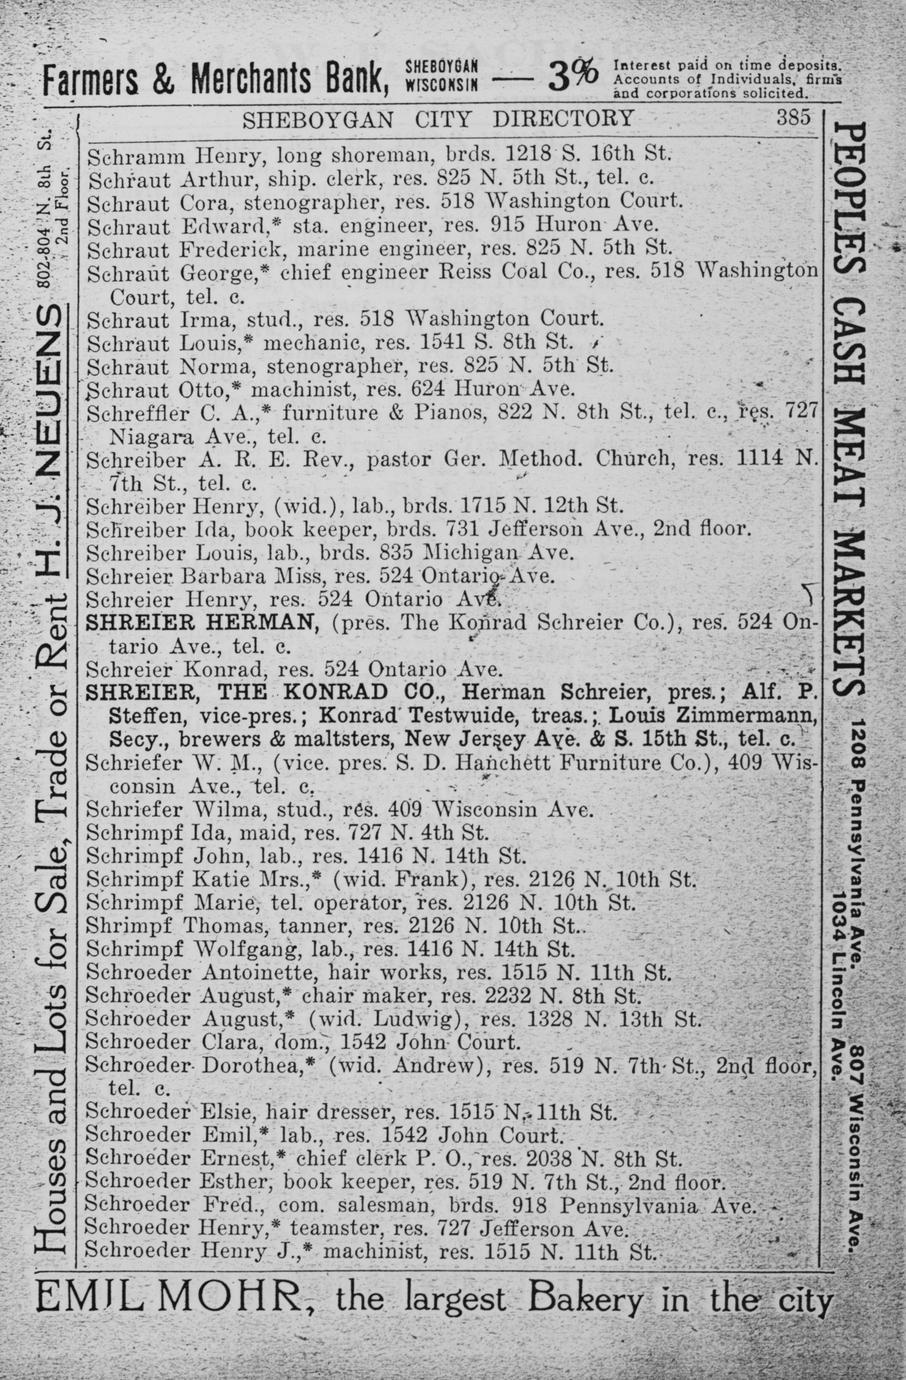 Farmers & Merchants Bank, SHEBOYGAN WISCONSIN — 3% Interest paid on time deposits. Accounts of Individuals, firms and corporations solicited.
SHEBOYGAN CITY DIRECTORY 385
Schramm Henry, long shoreman, brds. 1218 S. 16th St.
Schraut Arthur, ship. clerk, res. 825 N. 5th St., tel. c.
Schraut Cora, stenographer, res. 518 Washington Court.
Schraut Edward,* sta. engineer, res. 915 Huron Ave.
Schraut Frederick, marine engineer, res. 825 N. 5th St.
Schraut George,* chief engineer Reiss Coal Co., res. 518 Washington
Court, tel. c.
Schraut Irma, stud., res. 518 Washington Court.
Schraut Louis,* mechanic, res. 1541 S. 8th St.
Schraut Norma, stenographer, res. 825 N. 5th St.
Schraut Otto,* machinist, res. 624 Huron Ave.
Schreffler C. A.,* furniture & Pianos, 822 N. 8th St., tel. c., res. 727
Niagara Ave., tel. c.
Schreiber A. R. E. Rev., pastor Ger. Method. Church, res. 1114 N.
7th St., tel. c.
Schreiber Henry, (wid.), lab., brds. 1715 N. 12th St.
Schreiber Ida, book keeper, brds. 731 Jefferson Ave., 2nd floor.
Schreiber Louis, lab., brds. 835 Michigan Ave.
Schreier Barbara Miss, res. 524 Ontario Ave.
Schreier Henry, res. 524 Ontario Ave.
SHREIER HERMAN, (pres. The Konrad Schreier Co.), res. 524 On-
tario Ave., tel. c.
Schreier Konrad, res. 524 Ontario Ave.
SHREIER, THE KONRAD CO., Herman Schreier, pres.; Alf. P.
Steffen, vice-pres.; Konrad Testwuide, treas.; Louis Zimmermann,
Secy., brewers & maltsters, New Jersey Ave. & S. 15th St., tel. c.
Schriefer W. M., (vice. pres. S. D. Hanchett Furniture Co.), 409 Wis-
consin Ave., tel. c.
Schriefer Wilma, stud., res. 409 Wisconsin Ave.
Schrimpf Ida, maid, res. 727 N. 4th St.
Schrimpf John, lab., res. 1416 N. 14th St.
Schrimpf Katie Mrs.,* (wid. Frank), res. 2126 N. 10th St.
Schrimpf Marie, tel. operator, res. 2126 N. 10th St.
Shrimpf Thomas, tanner, res. 2126 N. 10th St..
Schrimpf Wolfgang, lab., res. 1416 N. 14th St.
Schroeder Antoinette, hair works, res. 1515 N. 11th St.
Schroeder August,* chair maker, res. 2232 N. 8th St.
Schroeder August,* (wid. Ludwig), res. 1328 N. 13th St.
Schroeder Clara, dom., 1542 John Court.
Schroeder Dorothea,* (wid. Andrew), res. 519 N. 7th St., 2nd floor,
tel. c.
Schroeder Elsie, hair dresser, res. 1515 N. 11th St.
Schroeder Emil,* lab., res. 1542 John Court.
Schroeder Ernest,* chief clerk P. O., res. 2038 N. 8th St.
Schroeder Esther, book keeper, res. 519 N. 7th St., 2nd floor.
Schroeder Fred, com. salesman, brds. 918 Pennsylvania Ave.
Schroeder Henry,* teamster, res. 727 Jefferson Ave.
Schroeder Henry J.,* machinist, res. 1515 N. 11th St.
Houses and Lots for Sale, Trade or Rent H. J. NEUENS 802-804 N. 8th St. 2nd Floor.
PEOPLES CASH MEAT MARKETS 1208 Pennsylvania Ave. 807 Wisconsin Ave. 1034 Lincoln Ave.
EMIL MOHR, the largest Bakery in the city